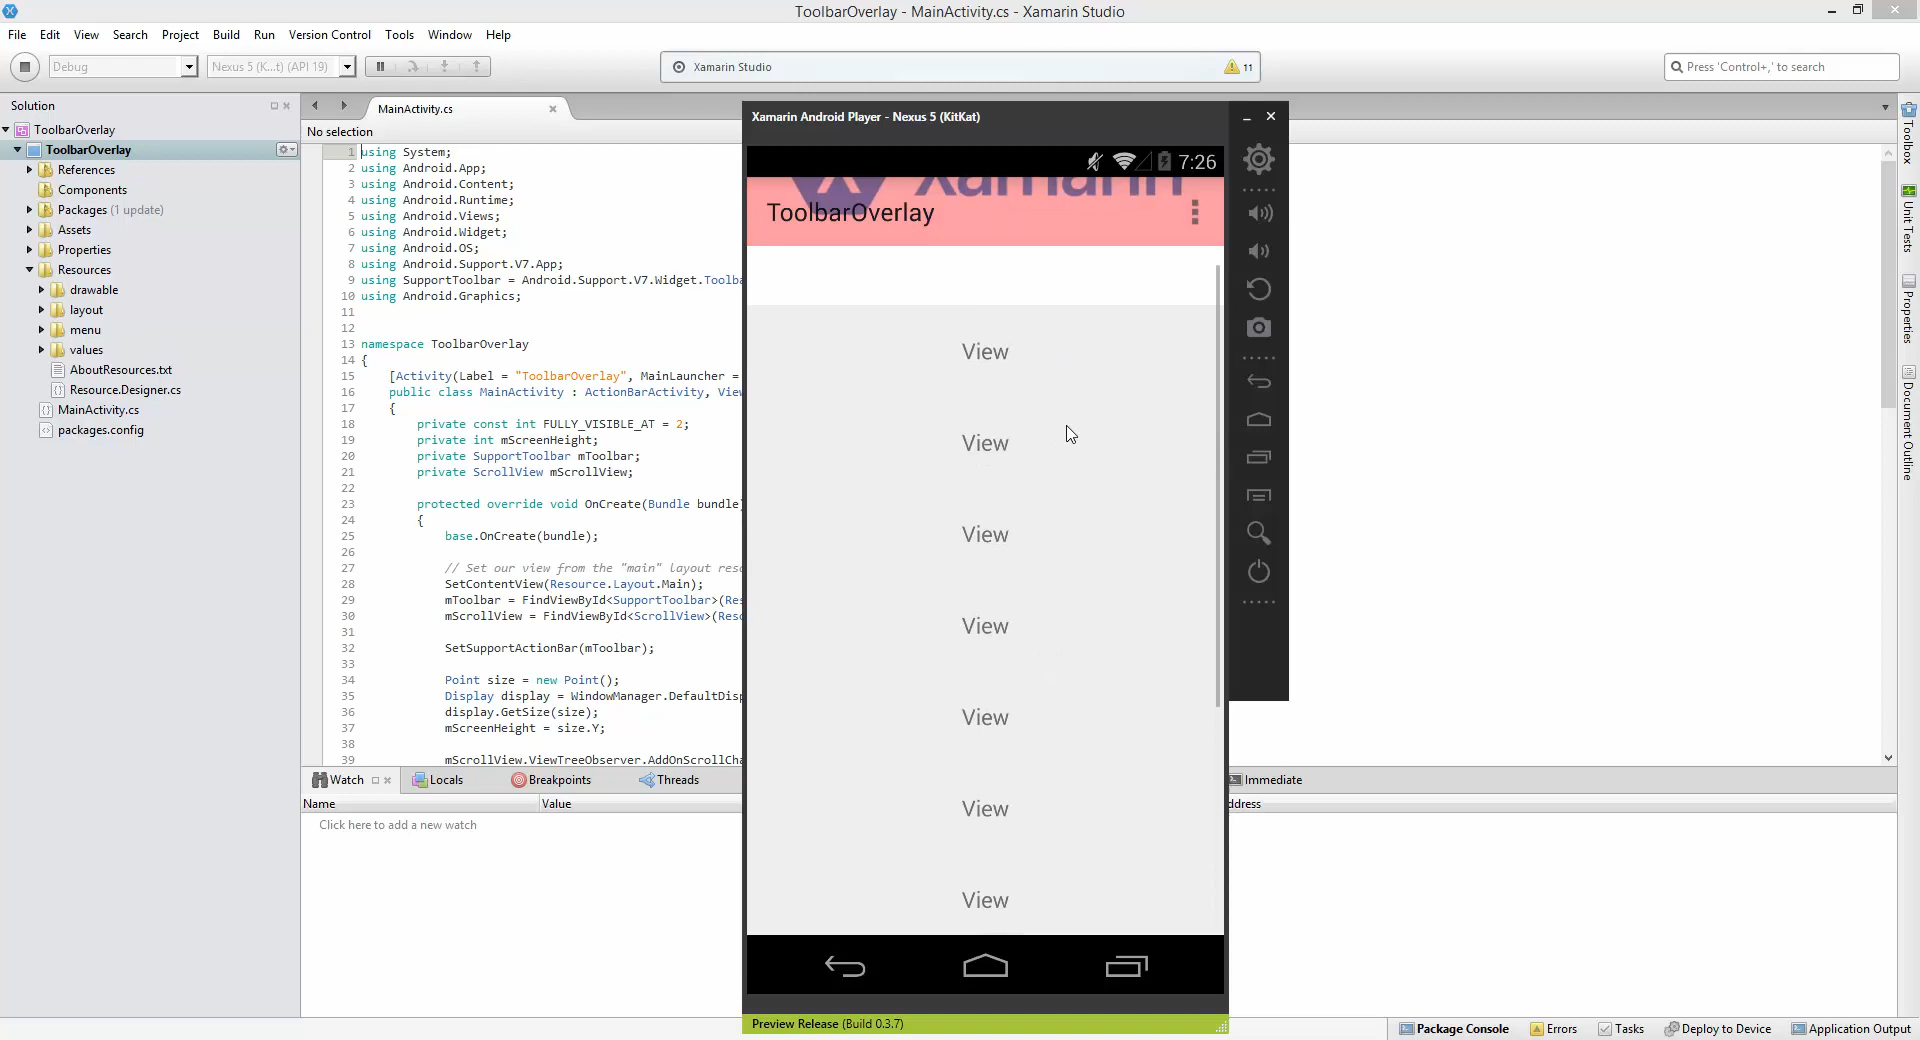 ToolbarOverlay - MainActivity.cs - Xamarin Studio
File Edit View Search Project Build Run Version Control Tools Window Help
Debug
Nexus 5 (K...t) (API 19)
Xamarin Studio
11
Press 'Control+,' to search
Solution
ToolbarOverlay
ToolbarOverlay
References
Components
Packages (1 update)
Assets
Properties
Resources
drawable
layout
menu
values
AboutResources.txt
Resource.Designer.cs
MainActivity.cs
packages.config
MainActivity.cs
No selection
1 using System;
2 using Android.App;
3 using Android.Content;
4 using Android.Runtime;
5 using Android.Views;
6 using Android.Widget;
7 using Android.OS;
8 using Android.Support.V7.App;
9 using SupportToolbar = Android.Support.V7.Widget.Toolba
10 using Android.Graphics;
11
12
13 namespace ToolbarOverlay
14 {
15 [Activity(Label = "ToolbarOverlay", MainLauncher =
16 public class MainActivity : ActionBarActivity, View
17 {
18 private const int FULLY_VISIBLE_AT = 2;
19 private int mScreenHeight;
20 private SupportToolbar mToolbar;
21 private ScrollView mScrollView;
22
23 protected override void OnCreate(Bundle bundle)
24 {
25 base.OnCreate(bundle);
26
27 // Set our view from the "main" layout reso
28 SetContentView(Resource.Layout.Main);
29 mToolbar = FindViewById<SupportToolbar>(Res
30 mScrollView = FindViewById<ScrollView>(Reso
31
32 SetSupportActionBar(mToolbar);
33
34 Point size = new Point();
35 Display display = WindowManager.DefaultDisp
36 display.GetSize(size);
37 mScreenHeight = size.Y;
38
39 mScrollView.ViewTreeObserver.AddOnScrollCha
Xamarin Android Player - Nexus 5 (KitKat)
7:26
Xamarin
ToolbarOverlay
View
View
View
View
View
View
View
Preview Release (Build 0.3.7)
Toolbox
Unit Tests
Properties
Document Outline
Watch
Locals
Breakpoints
Threads
Immediate
Name
Value
ddress
Click here to add a new watch
Package Console
Errors
Tasks
Deploy to Device
Application Output